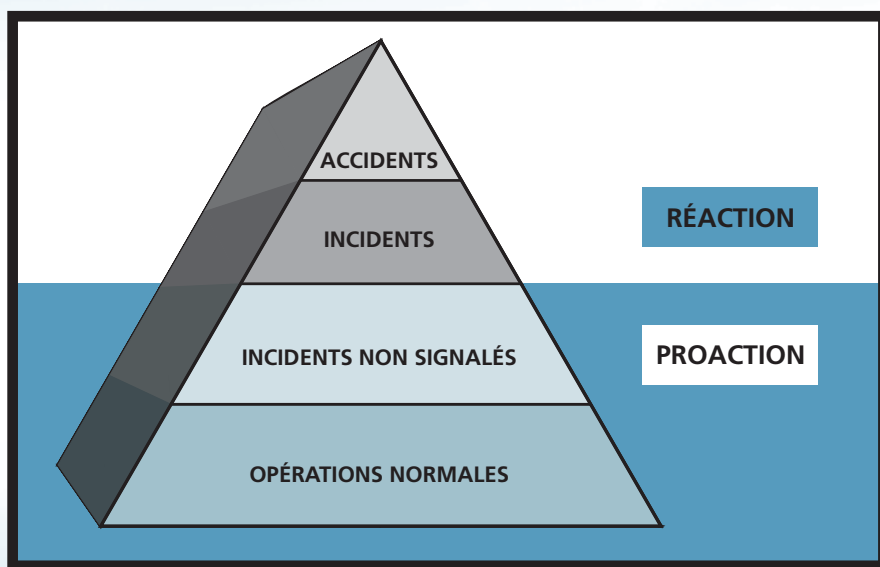 ACCIDENTS
INCIDENTS
RÉACTION
INCIDENTS NON SIGNALÉS
PROACTION
OPÉRATIONS NORMALES